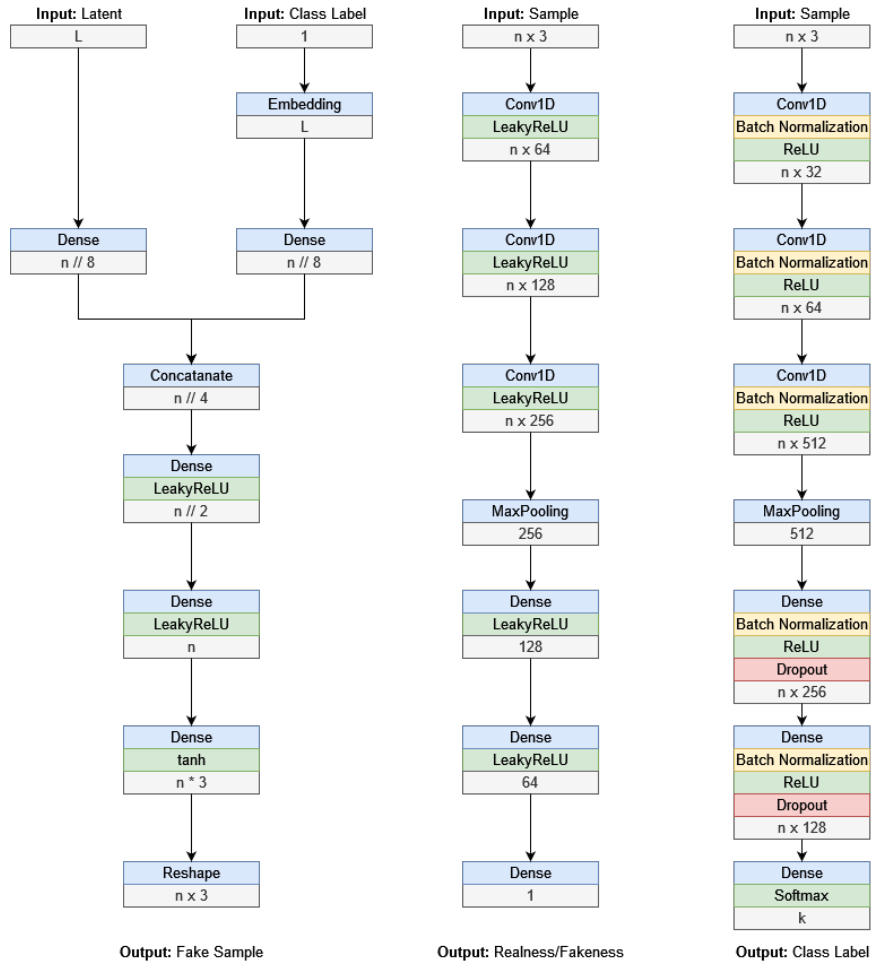 Input: Latent
L
Input: Class Label
1
Embedding
L
Dense
n // 8
Dense
n // 8
Concatanate
n // 4
Dense
LeakyReLU
n // 2
Dense
LeakyReLU
n
Dense
tanh
n * 3
Reshape
n x 3
Output: Fake Sample
Input: Sample
n x 3
Conv1D
LeakyReLU
n x 64
Conv1D
LeakyReLU
n x 128
Conv1D
LeakyReLU
n x 256
MaxPooling
256
Dense
LeakyReLU
128
Dense
LeakyReLU
64
Dense
1
Output: Realness/Fakeness
Input: Sample
n x 3
Conv1D
Batch Normalization
ReLU
n x 32
Conv1D
Batch Normalization
ReLU
n x 64
Conv1D
Batch Normalization
ReLU
n x 512
MaxPooling
512
Dense
Batch Normalization
ReLU
Dropout
n x 256
Dense
Batch Normalization
ReLU
Dropout
n x 128
Dense
Softmax
k
Output: Class Label